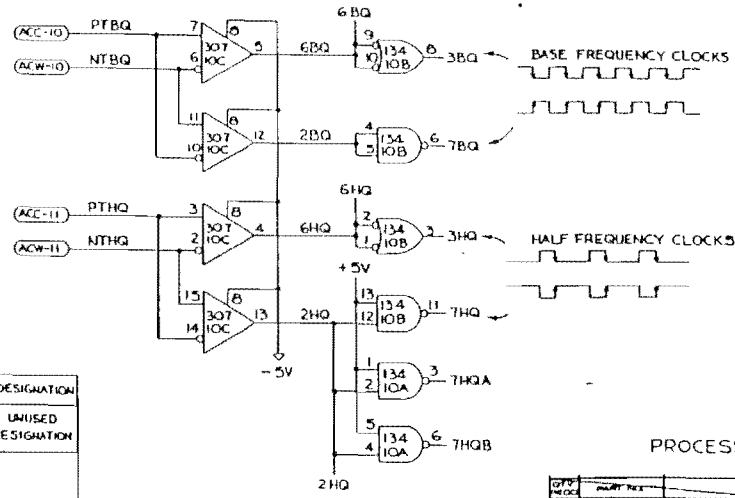 6BQ
ACC-10 PTBQ 7 8 307 10C 5 6BQ 9 134 10B 8 3BQ
BASE FREQUENCY CLOCKS
ACW-10 NTBQ 6 10
11 8 307 10C 12 2BQ 4 134 10B 6 7BQ
10 5
6HQ
ACC-11 PTHQ 3 8 307 10C 4 6HQ 2 134 10B 3 3HQ
HALF FREQUENCY CLOCKS
ACW-11 NTHQ 2 1
+5V
15 8 307 10C 13 2HQ 13 134 10B 11 7HQ
14 12
-5V
1 134 10A 3 7HQA
2
5 134 10A 6 7HQB
4
2HQ
DESIGNATION
UNUSED
ESIGNATION
PROCESS